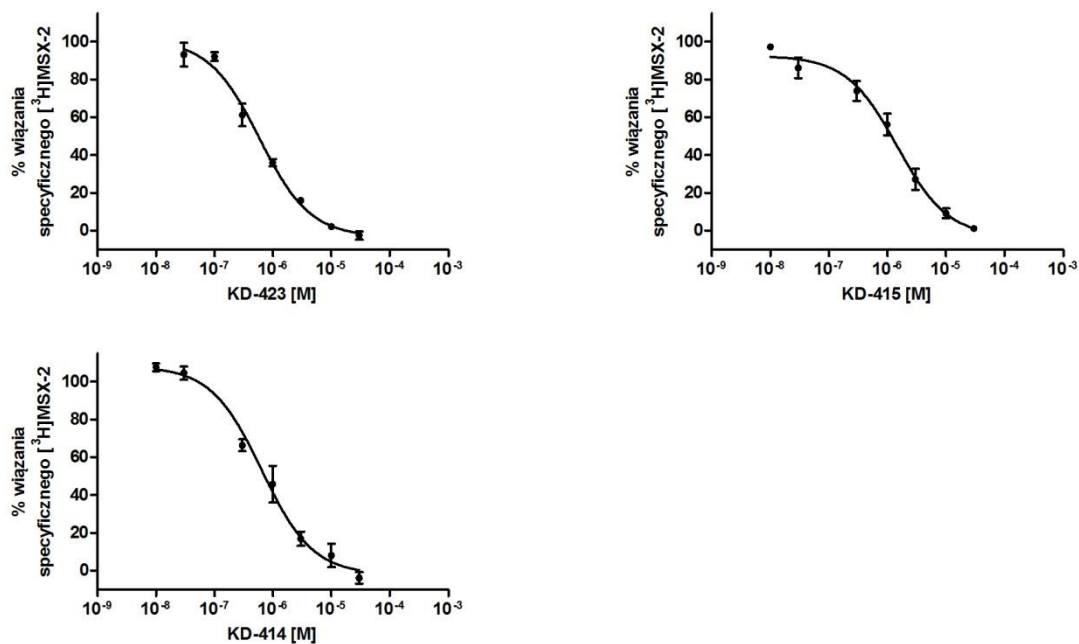 % wiązania
specyficznego [³H]MSX-2
100
80
60
40
20
0
10⁻⁹ 10⁻⁸ 10⁻⁷ 10⁻⁶ 10⁻⁵ 10⁻⁴ 10⁻³
KD-423 [M]
% wiązania
specyficznego [³H]MSX-2
100
80
60
40
20
0
10⁻⁹ 10⁻⁸ 10⁻⁷ 10⁻⁶ 10⁻⁵ 10⁻⁴ 10⁻³
KD-415 [M]
% wiązania
specyficznego [³H]MSX-2
100
80
60
40
20
0
10⁻⁹ 10⁻⁸ 10⁻⁷ 10⁻⁶ 10⁻⁵ 10⁻⁴ 10⁻³
KD-414 [M]